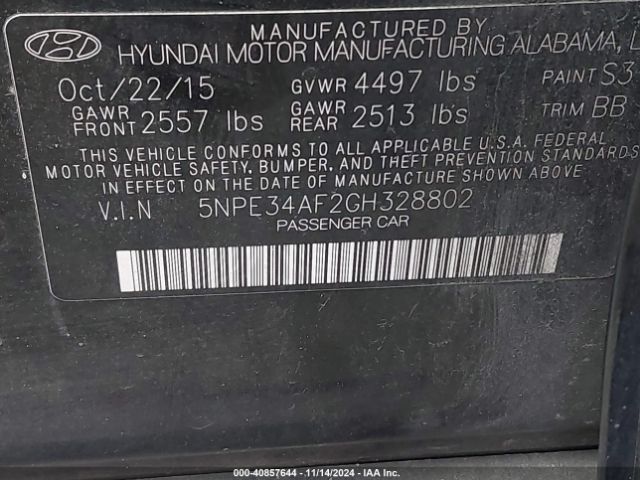 MANUFACTURED BY
HYUNDAI MOTOR MANUFACTURING ALABAMA,
Oct/22/15 GVWR 4497 lbs PAINT S3
GAWR FRONT 2557 lbs GAWR REAR 2513 lbs TRIM BB
THIS VEHICLE CONFORMS TO ALL APPLICABLE U.S.A. FEDERAL
MOTOR VEHICLE SAFETY, BUMPER, AND THEFT PREVENTION STANDARDS
IN EFFECT ON THE DATE OF MANUFACTURE SHOWN ABOVE.
V.I.N 5NPE34AF2GH328802
PASSENGER CAR
000-40857644 - 11/14/2024 - IAA Inc.